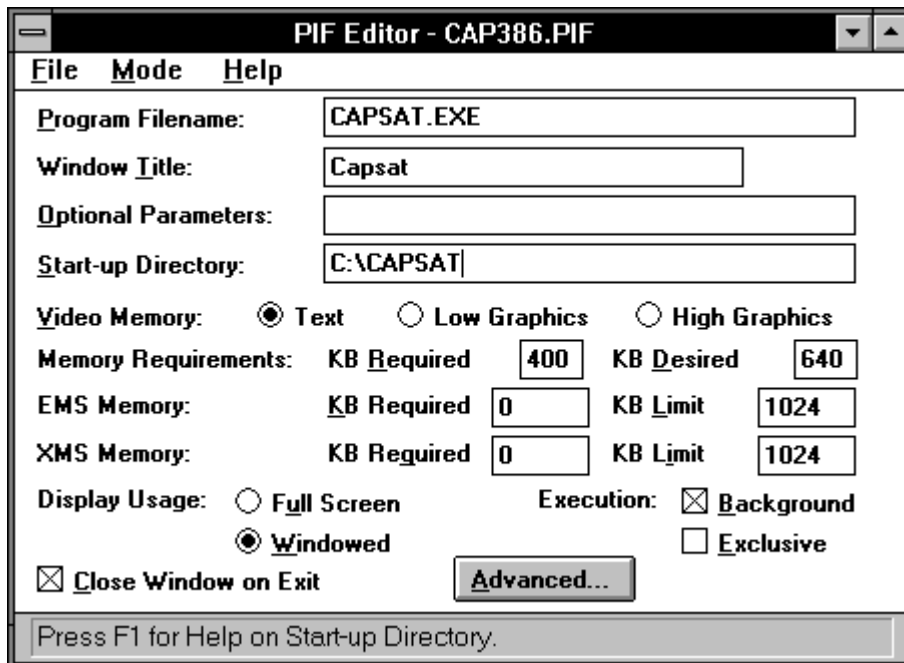 PIF Editor - CAP386.PIF
File Mode Help
Program Filename: CAPSAT.EXE
Window Title: Capsat
Optional Parameters:
Start-up Directory: C:\CAPSAT
Video Memory: Text Low Graphics High Graphics
Memory Requirements: KB Required 400 KB Desired 640
EMS Memory: KB Required 0 KB Limit 1024
XMS Memory: KB Required 0 KB Limit 1024
Display Usage: Full Screen Execution: Background
Windowed Exclusive
Close Window on Exit Advanced...
Press F1 for Help on Start-up Directory.